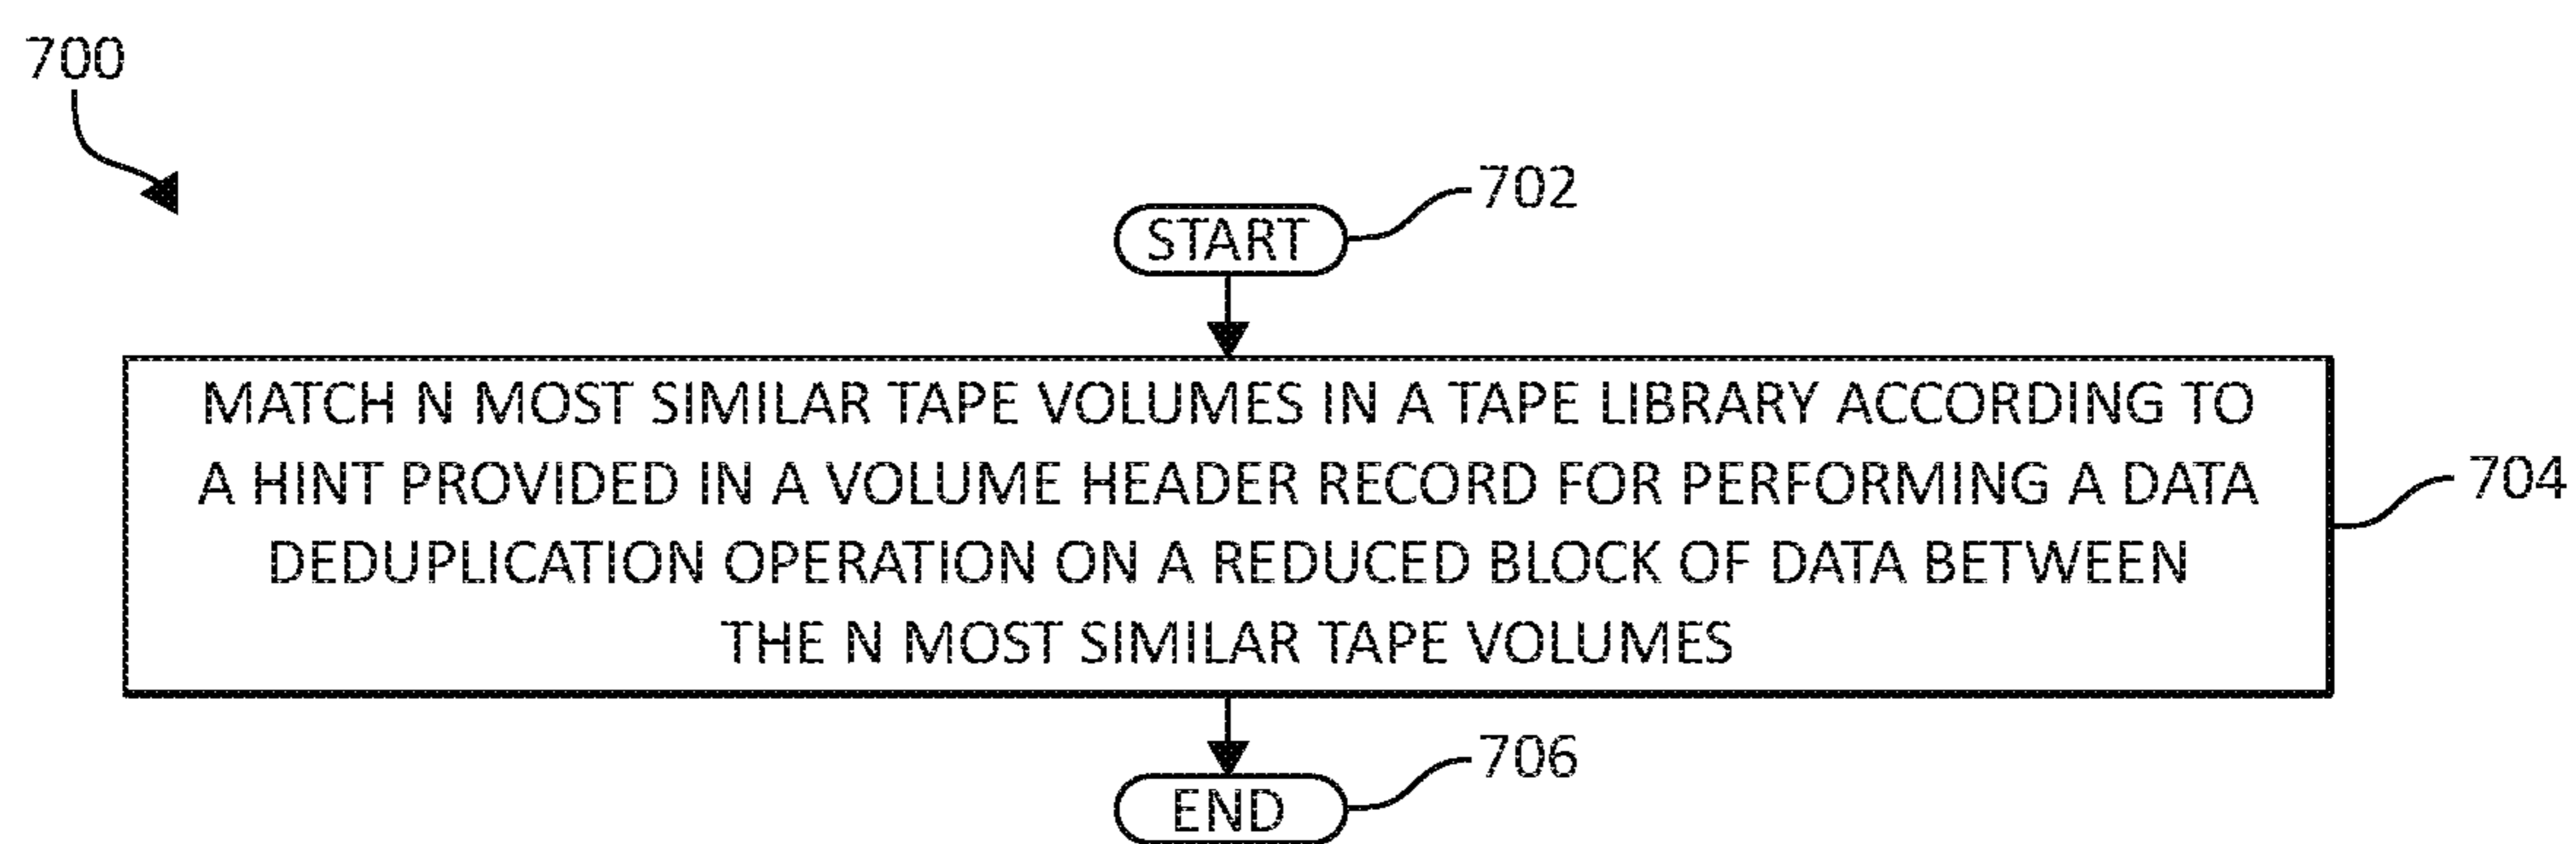 700
702
START
MATCH N MOST SIMILAR TAPE VOLUMES IN A TAPE LIBRARY ACCORDING TO
A HINT PROVIDED IN A VOLUME HEADER RECORD FOR PERFORMING A DATA
DEDUPLICATION OPERATION ON A REDUCED BLOCK OF DATA BETWEEN
THE N MOST SIMILAR TAPE VOLUMES
704
706
END